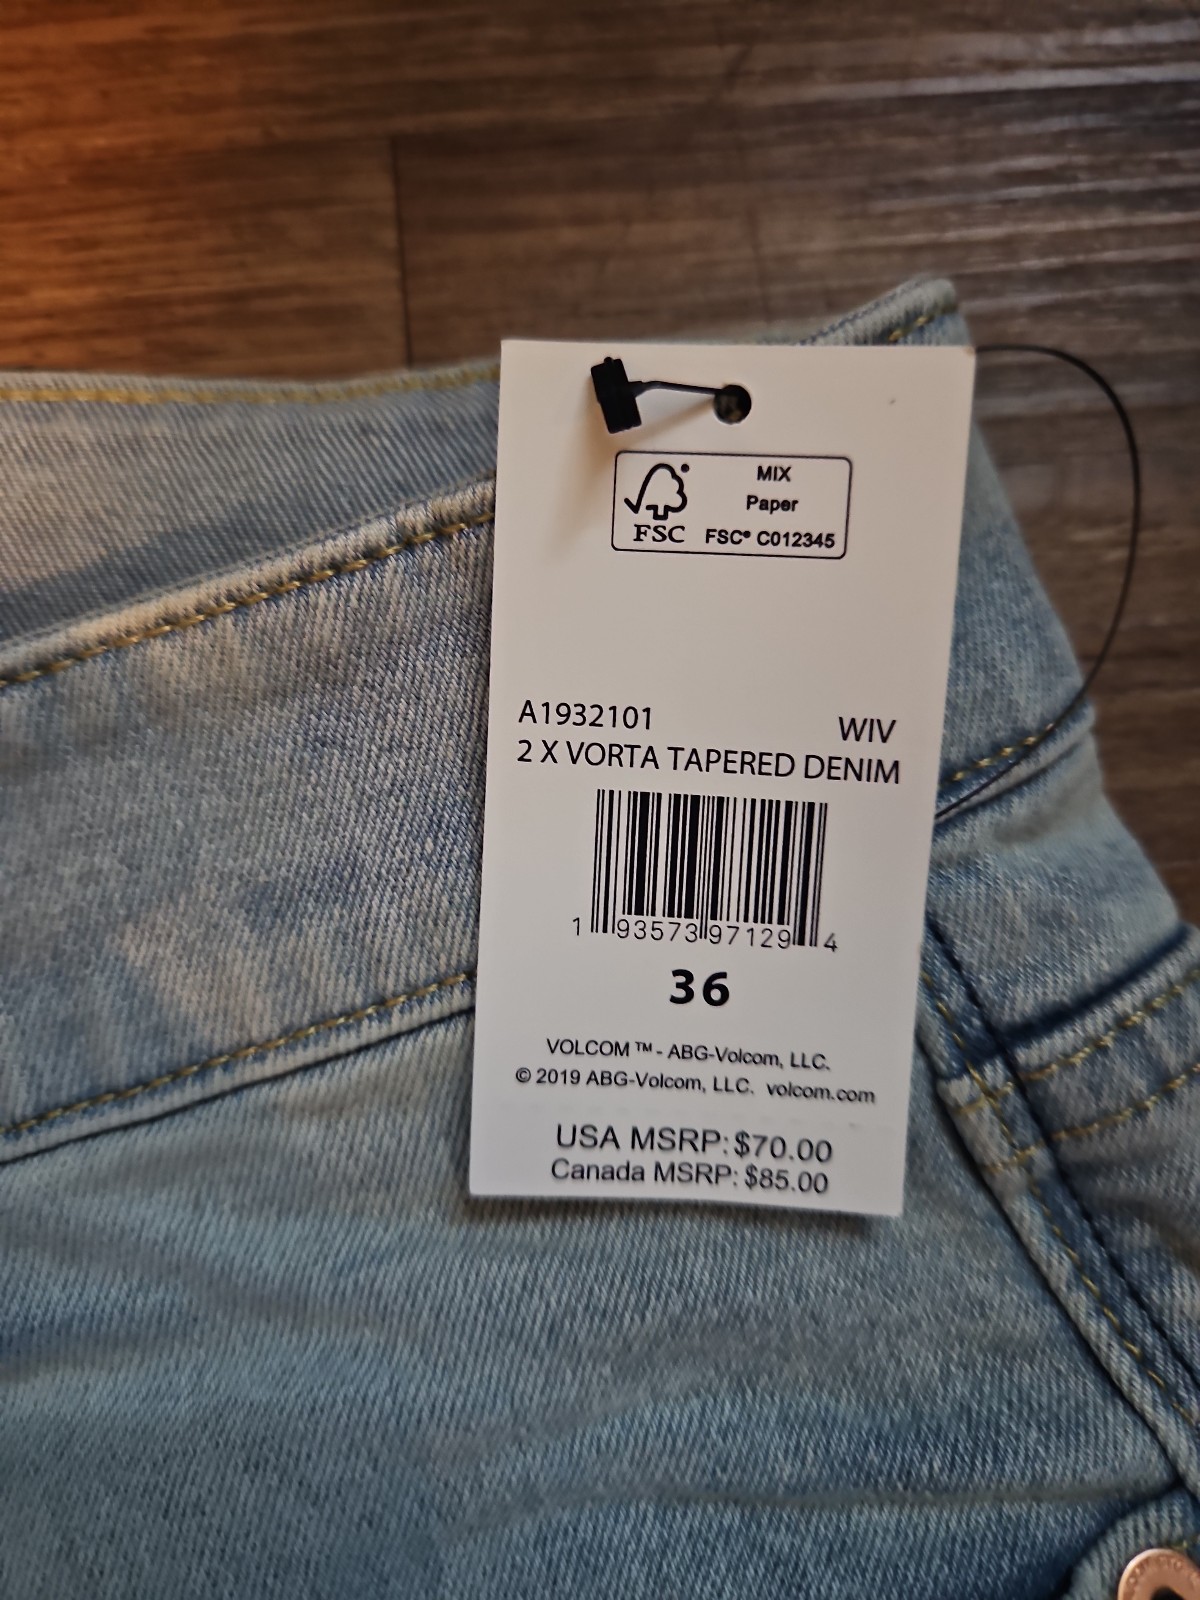 MIX
Paper
FSC FSC® C012345
A1932101 WIV
2 X VORTA TAPERED DENIM
1 93573 97129 4
36
VOLCOM ™ - ABG-Volcom, LLC.
© 2019 ABG-Volcom, LLC. volcom.com
USA MSRP: $70.00
Canada MSRP: $85.00